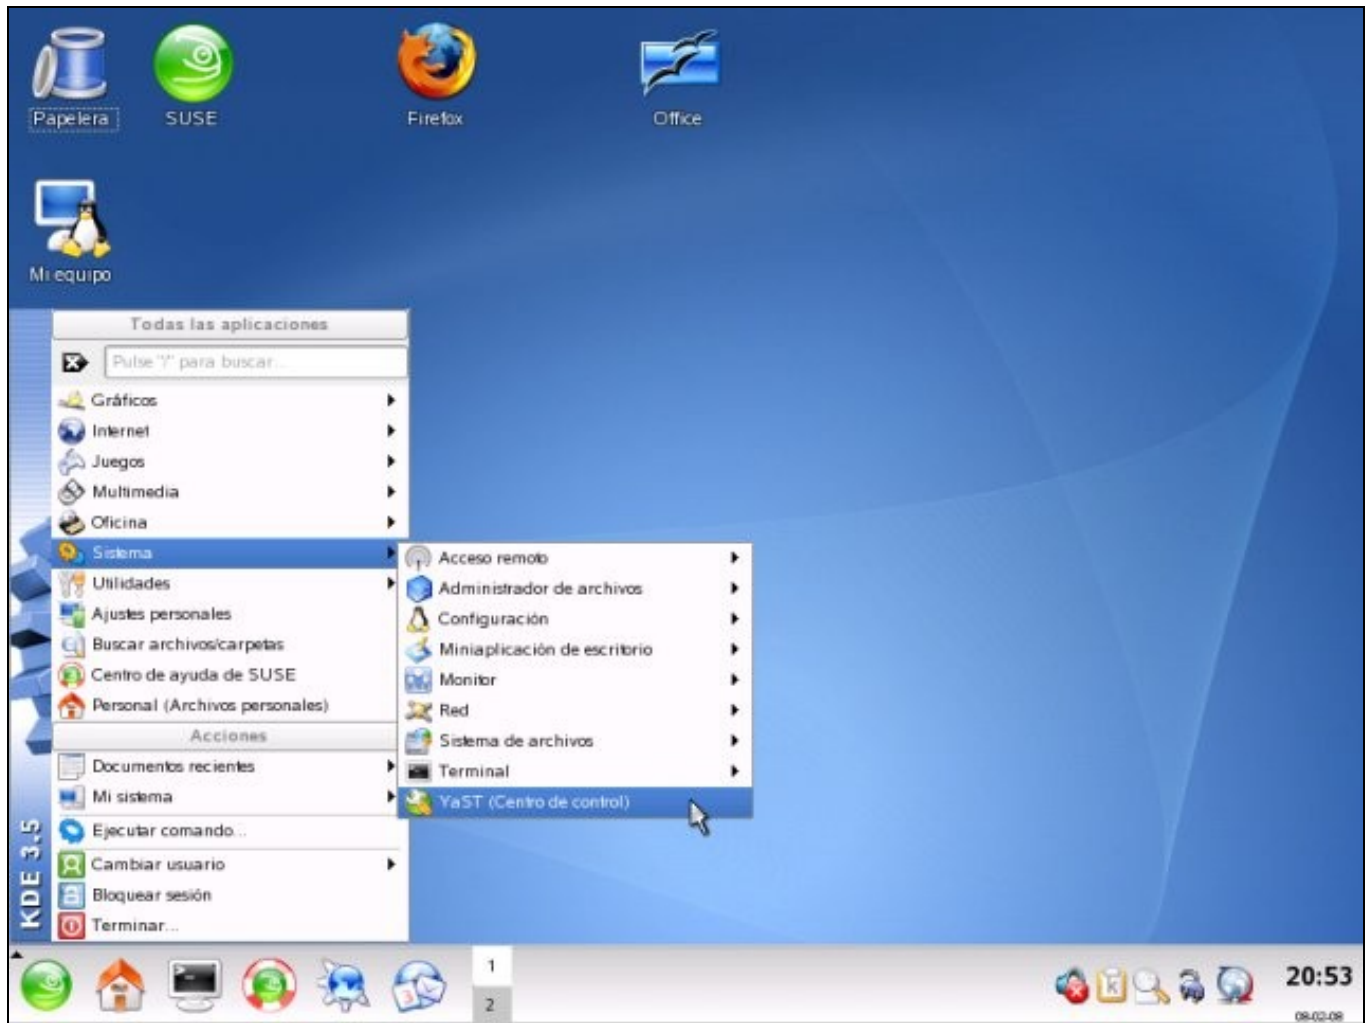 Papelera
SUSE
Firefox
Office
Mi equipo
Todas las aplicaciones
Pulse "/" para buscar...
Gráficos
Internet
Juegos
Multimedia
Oficina
Sistema
Utilidades
Ajustes personales
Buscar archivos/carpetas
Centro de ayuda de SUSE
Personal (Archivos personales)
Acciones
Documentos recientes
Mi sistema
Ejecutar comando...
Cambiar usuario
Bloquear sesión
Terminar...
KDE 3.5
Acceso remoto
Administrador de archivos
Configuración
Miniaplicación de escritorio
Monitor
Red
Sistema de archivos
Terminal
YaST (Centro de control)
1
2
20:53
08-02-08